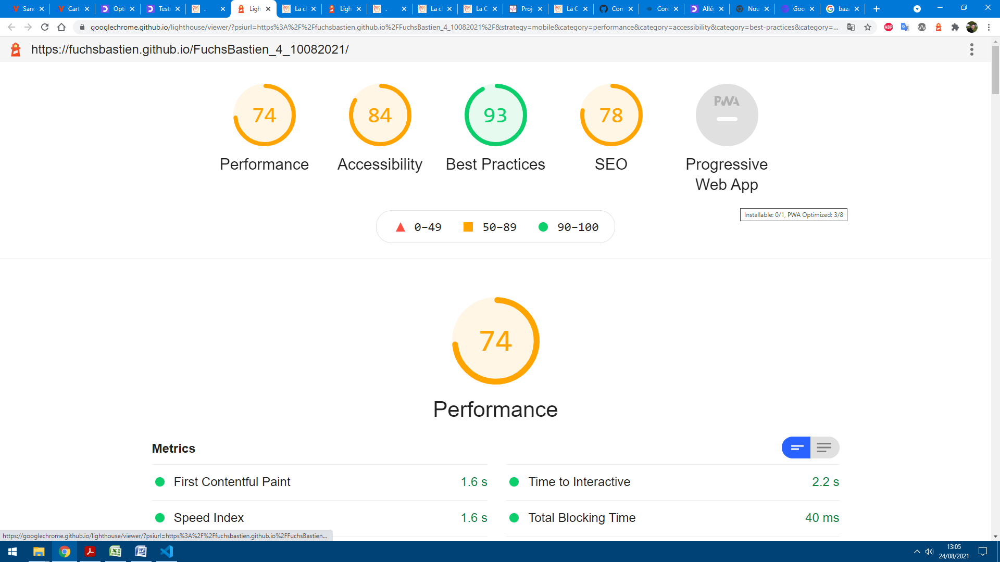 Sanc
Cart
Opti
Teste
.
Ligh
La cl
Ligh
.
La cl
La C
Proj
La C
Com
Core
Allég
Nou
Goo
baza
googlechrome.github.io/lighthouse/viewer/?psiurl=https%3A%2F%2Ffuchsbastien.github.io%2FFuchsBastien_4_10082021%2F&strategy=mobile&category=performance&category=accessibility&category=best-practices&category=...
ABP
https://fuchsbastien.github.io/FuchsBastien_4_10082021/
74
84
93
78
PWA
Performance
Accessibility
Best Practices
SEO
Progressive
Web App
Installable: 0/1, PWA Optimized: 3/8
0–49
50–89
90–100
74
Performance
Metrics
First Contentful Paint
1.6 s
Time to Interactive
2.2 s
Speed Index
1.6 s
Total Blocking Time
40 ms
https://googlechrome.github.io/lighthouse/viewer/?psiurl=https%3A%2F%2Ffuchsbastien.github.io%2FFuchsBastien...
13:05
24/08/2021